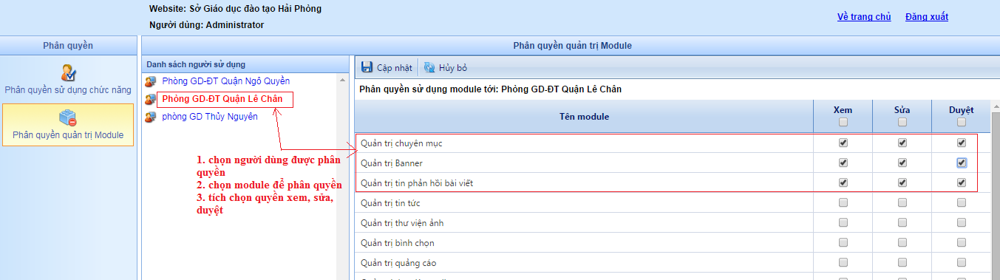 Website: Sở Giáo dục đào tạo Hải Phòng
Người dùng: Administrator
Về trang chủ Đăng xuất
Phân quyền
Phân quyền sử dụng chức năng
Phân quyền quản trị Module
Phân quyền quản trị Module
Danh sách người sử dụng
Phòng GD-ĐT Quận Ngô Quyền
Phòng GD-ĐT Quận Lê Chân
phòng GD Thủy Nguyên
1. chọn người dùng được phân
quyền
2. chọn module để phân quyền
3. tích chọn quyền xem, sửa,
duyệt
Cập nhật Hủy bỏ
Phân quyền sử dụng module tới: Phòng GD-ĐT Quận Lê Chân
Tên module Xem Sửa Duyệt
Quản trị chuyên mục
Quản trị Banner
Quản trị tin phản hồi bài viết
Quản trị tin tức
Quản trị thư viện ảnh
Quản trị bình chọn
Quản trị quảng cáo